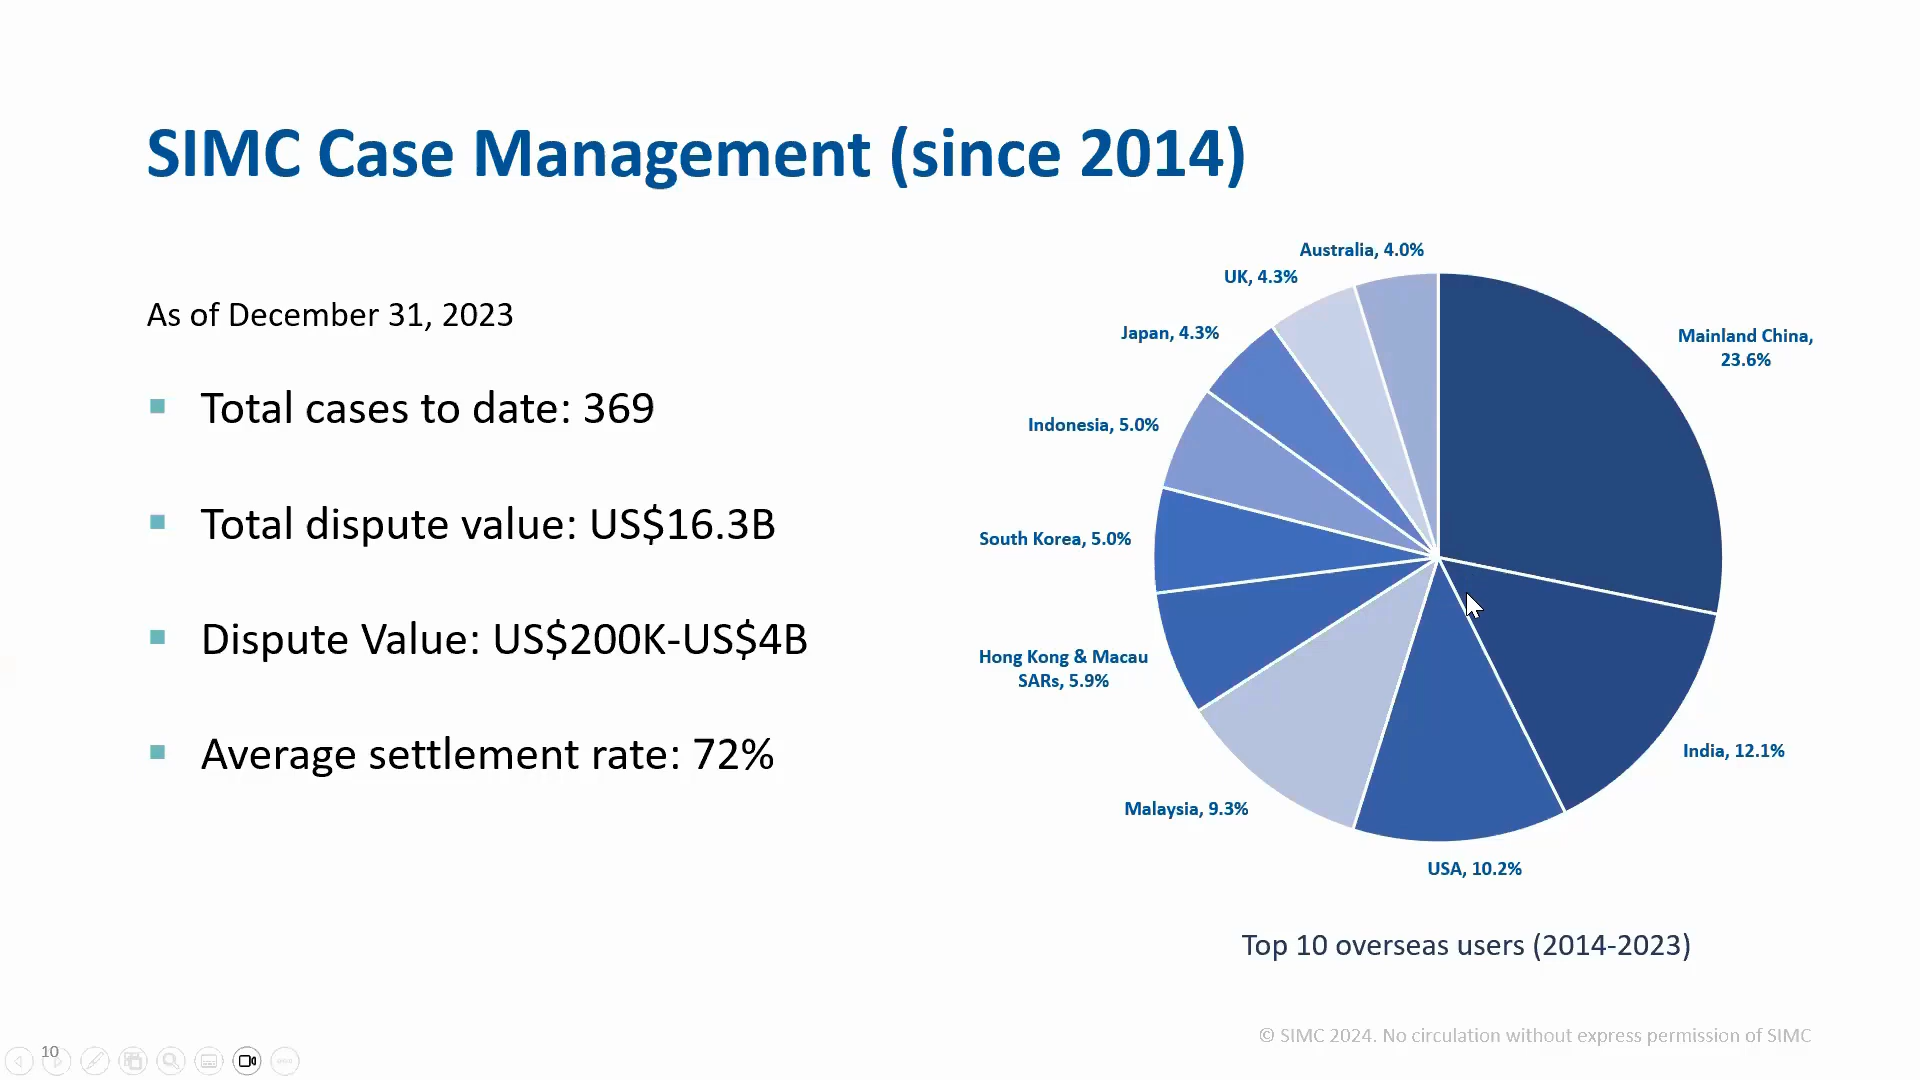 SIMC Case Management (since 2014)
As of December 31, 2023
Total cases to date: 369
Total dispute value: US$16.3B
Dispute Value: US$200K-US$4B
Average settlement rate: 72%
Australia, 4.0%
UK, 4.3%
Japan, 4.3%
Indonesia, 5.0%
South Korea, 5.0%
Hong Kong & Macau
SARs, 5.9%
Malaysia, 9.3%
USA, 10.2%
India, 12.1%
Mainland China,
23.6%
Top 10 overseas users (2014-2023)
© SIMC 2024. No circulation without express permission of SIMC
10